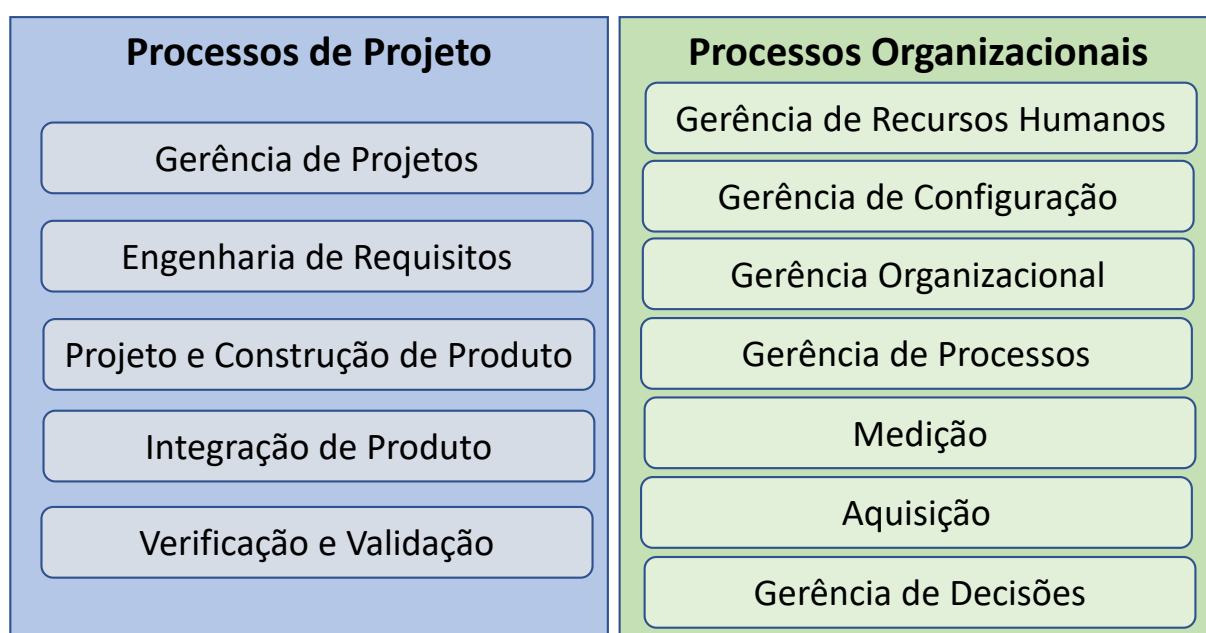 Processos de Projeto
Gerência de Projetos
Engenharia de Requisitos
Projeto e Construção de Produto
Integração de Produto
Verificação e Validação
Processos Organizacionais
Gerência de Recursos Humanos
Gerência de Configuração
Gerência Organizacional
Gerência de Processos
Medição
Aquisição
Gerência de Decisões